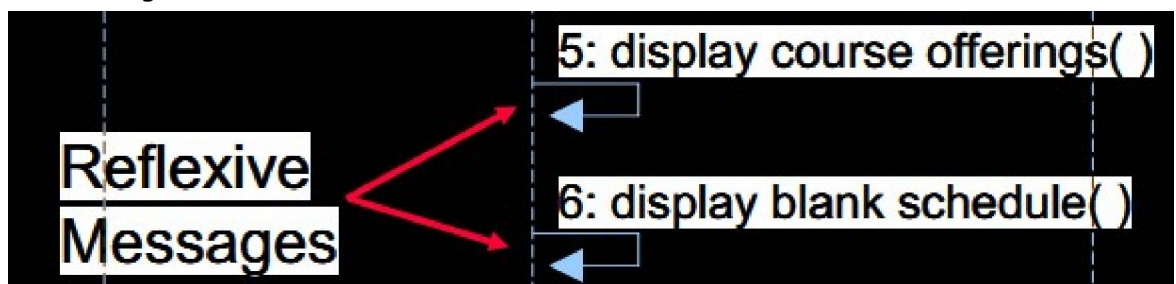 5: display course offerings( )
Reflexive
Messages
6: display blank schedule( )